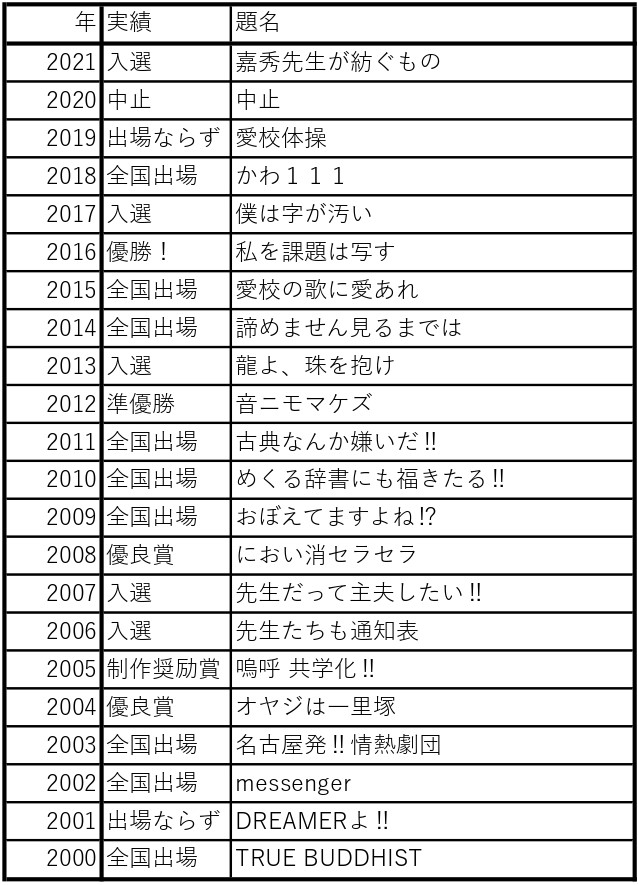 年 実績 題名
2021 入選 嘉秀先生が紡ぐもの
2020 中止 中止
2019 出場ならず 愛校体操
2018 全国出場 かわ１１１
2017 入選 僕は字が汚い
2016 優勝！ 私を課題は写す
2015 全国出場 愛校の歌に愛あれ
2014 全国出場 諦めません見るまでは
2013 入選 龍よ、珠を抱け
2012 準優勝 音ニモマケズ
2011 全国出場 古典なんか嫌いだ‼
2010 全国出場 めくる辞書にも福きたる‼
2009 全国出場 おぼえてますよね⁉
2008 優良賞 におい消セラセラ
2007 入選 先生だって主夫したい‼
2006 入選 先生たちも通知表
2005 制作奨励賞 嗚呼 共学化‼
2004 優良賞 オヤジは一里塚
2003 全国出場 名古屋発‼情熱劇団
2002 全国出場 messenger
2001 出場ならず DREAMERよ‼
2000 全国出場 TRUE BUDDHIST